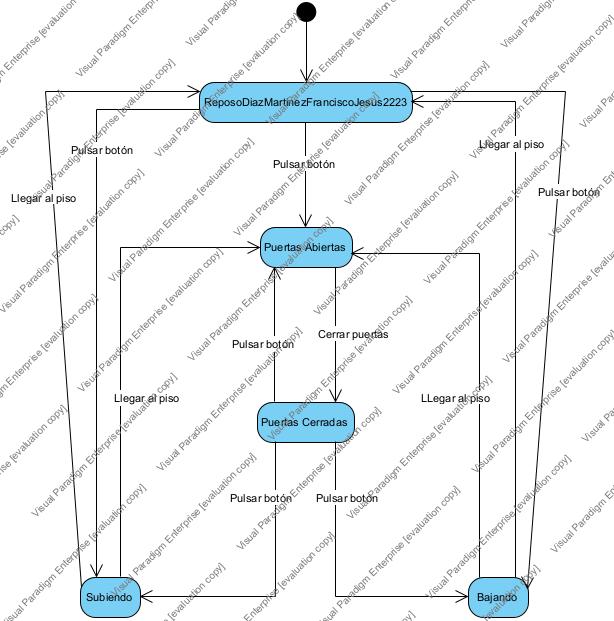 ReposoDiazMartinezFranciscoJesus2223
Pulsar botón
Llegar al piso
Pulsar botón
Llegar al piso
Pulsar botón
Puertas Abiertas
Pulsar botón
Cerrar puertas
Llegar al piso
LLegar al piso
Puertas Cerradas
Pulsar botón
Pulsar botón
Subiendo
Bajando
Visual Paradigm Enterprise [evaluation copy]